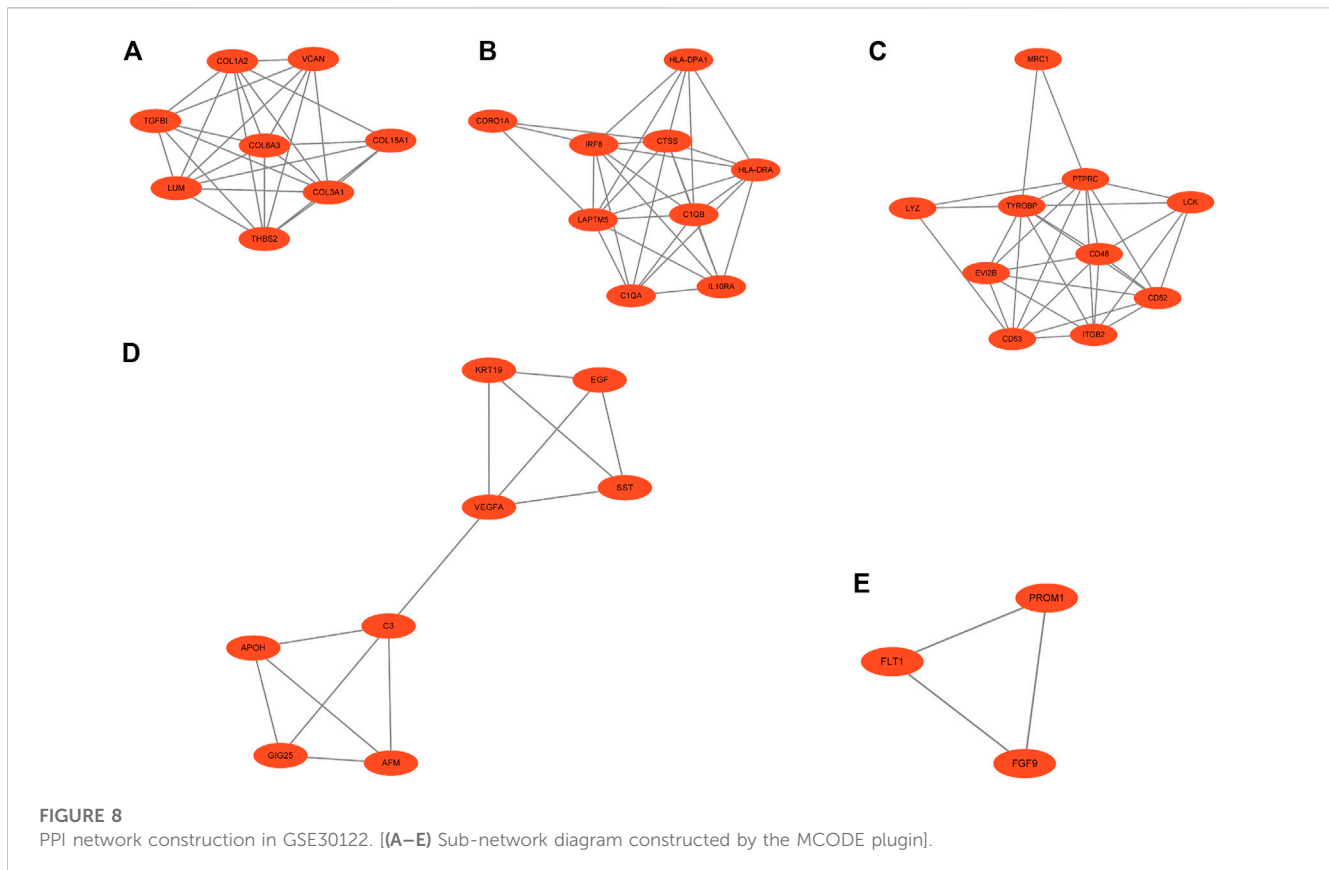 A
COL1A2
VCAN
TGFBI
COL6A3
COL15A1
LUM
COL3A1
THBS2
B
HLA-DPA1
CORO1A
IRF8
CTSS
HLA-DRA
LAPTM5
C1QB
C1QA
IL10RA
C
MRC1
PTPRC
LYZ
TYROBP
LCK
CD48
EVI2B
CD52
CD53
ITGB2
D
KRT19
EGF
SST
VEGFA
C3
APOH
GIG25
AFM
E
PROM1
FLT1
FGF9
FIGURE 8
PPI network construction in GSE30122. [(A–E) Sub-network diagram constructed by the MCODE plugin].